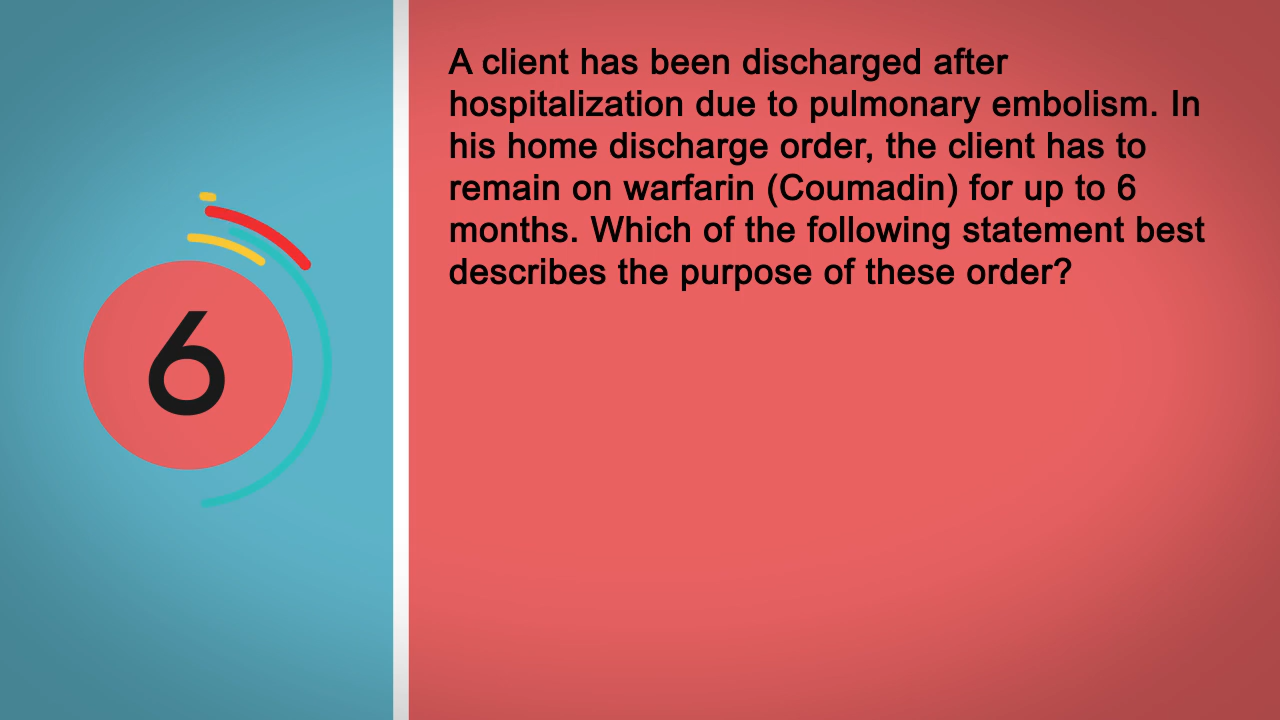 6
A client has been discharged after
hospitalization due to pulmonary embolism. In
his home discharge order, the client has to
remain on warfarin (Coumadin) for up to 6
months. Which of the following statement best
describes the purpose of these order?